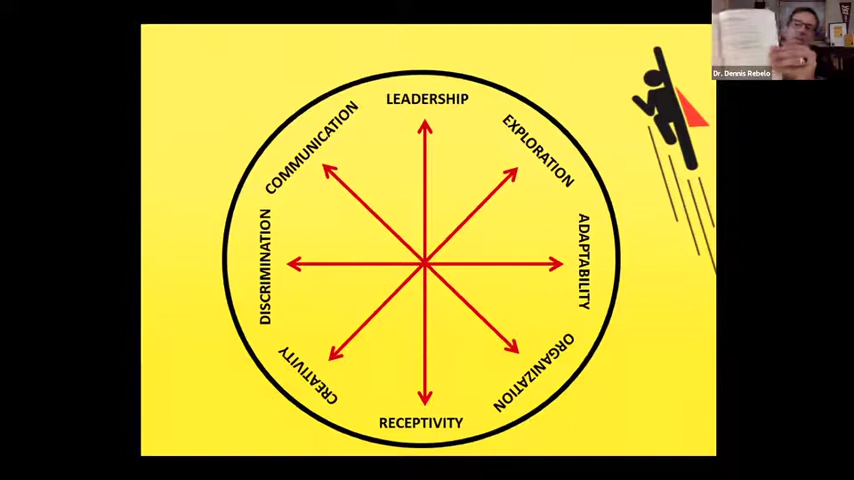 Dr. Dennis Rebelo
LEADERSHIP
EXPLORATION
ADAPTABILITY
ORGANIZATION
RECEPTIVITY
CREATIVITY
DISCRIMINATION
COMMUNICATION